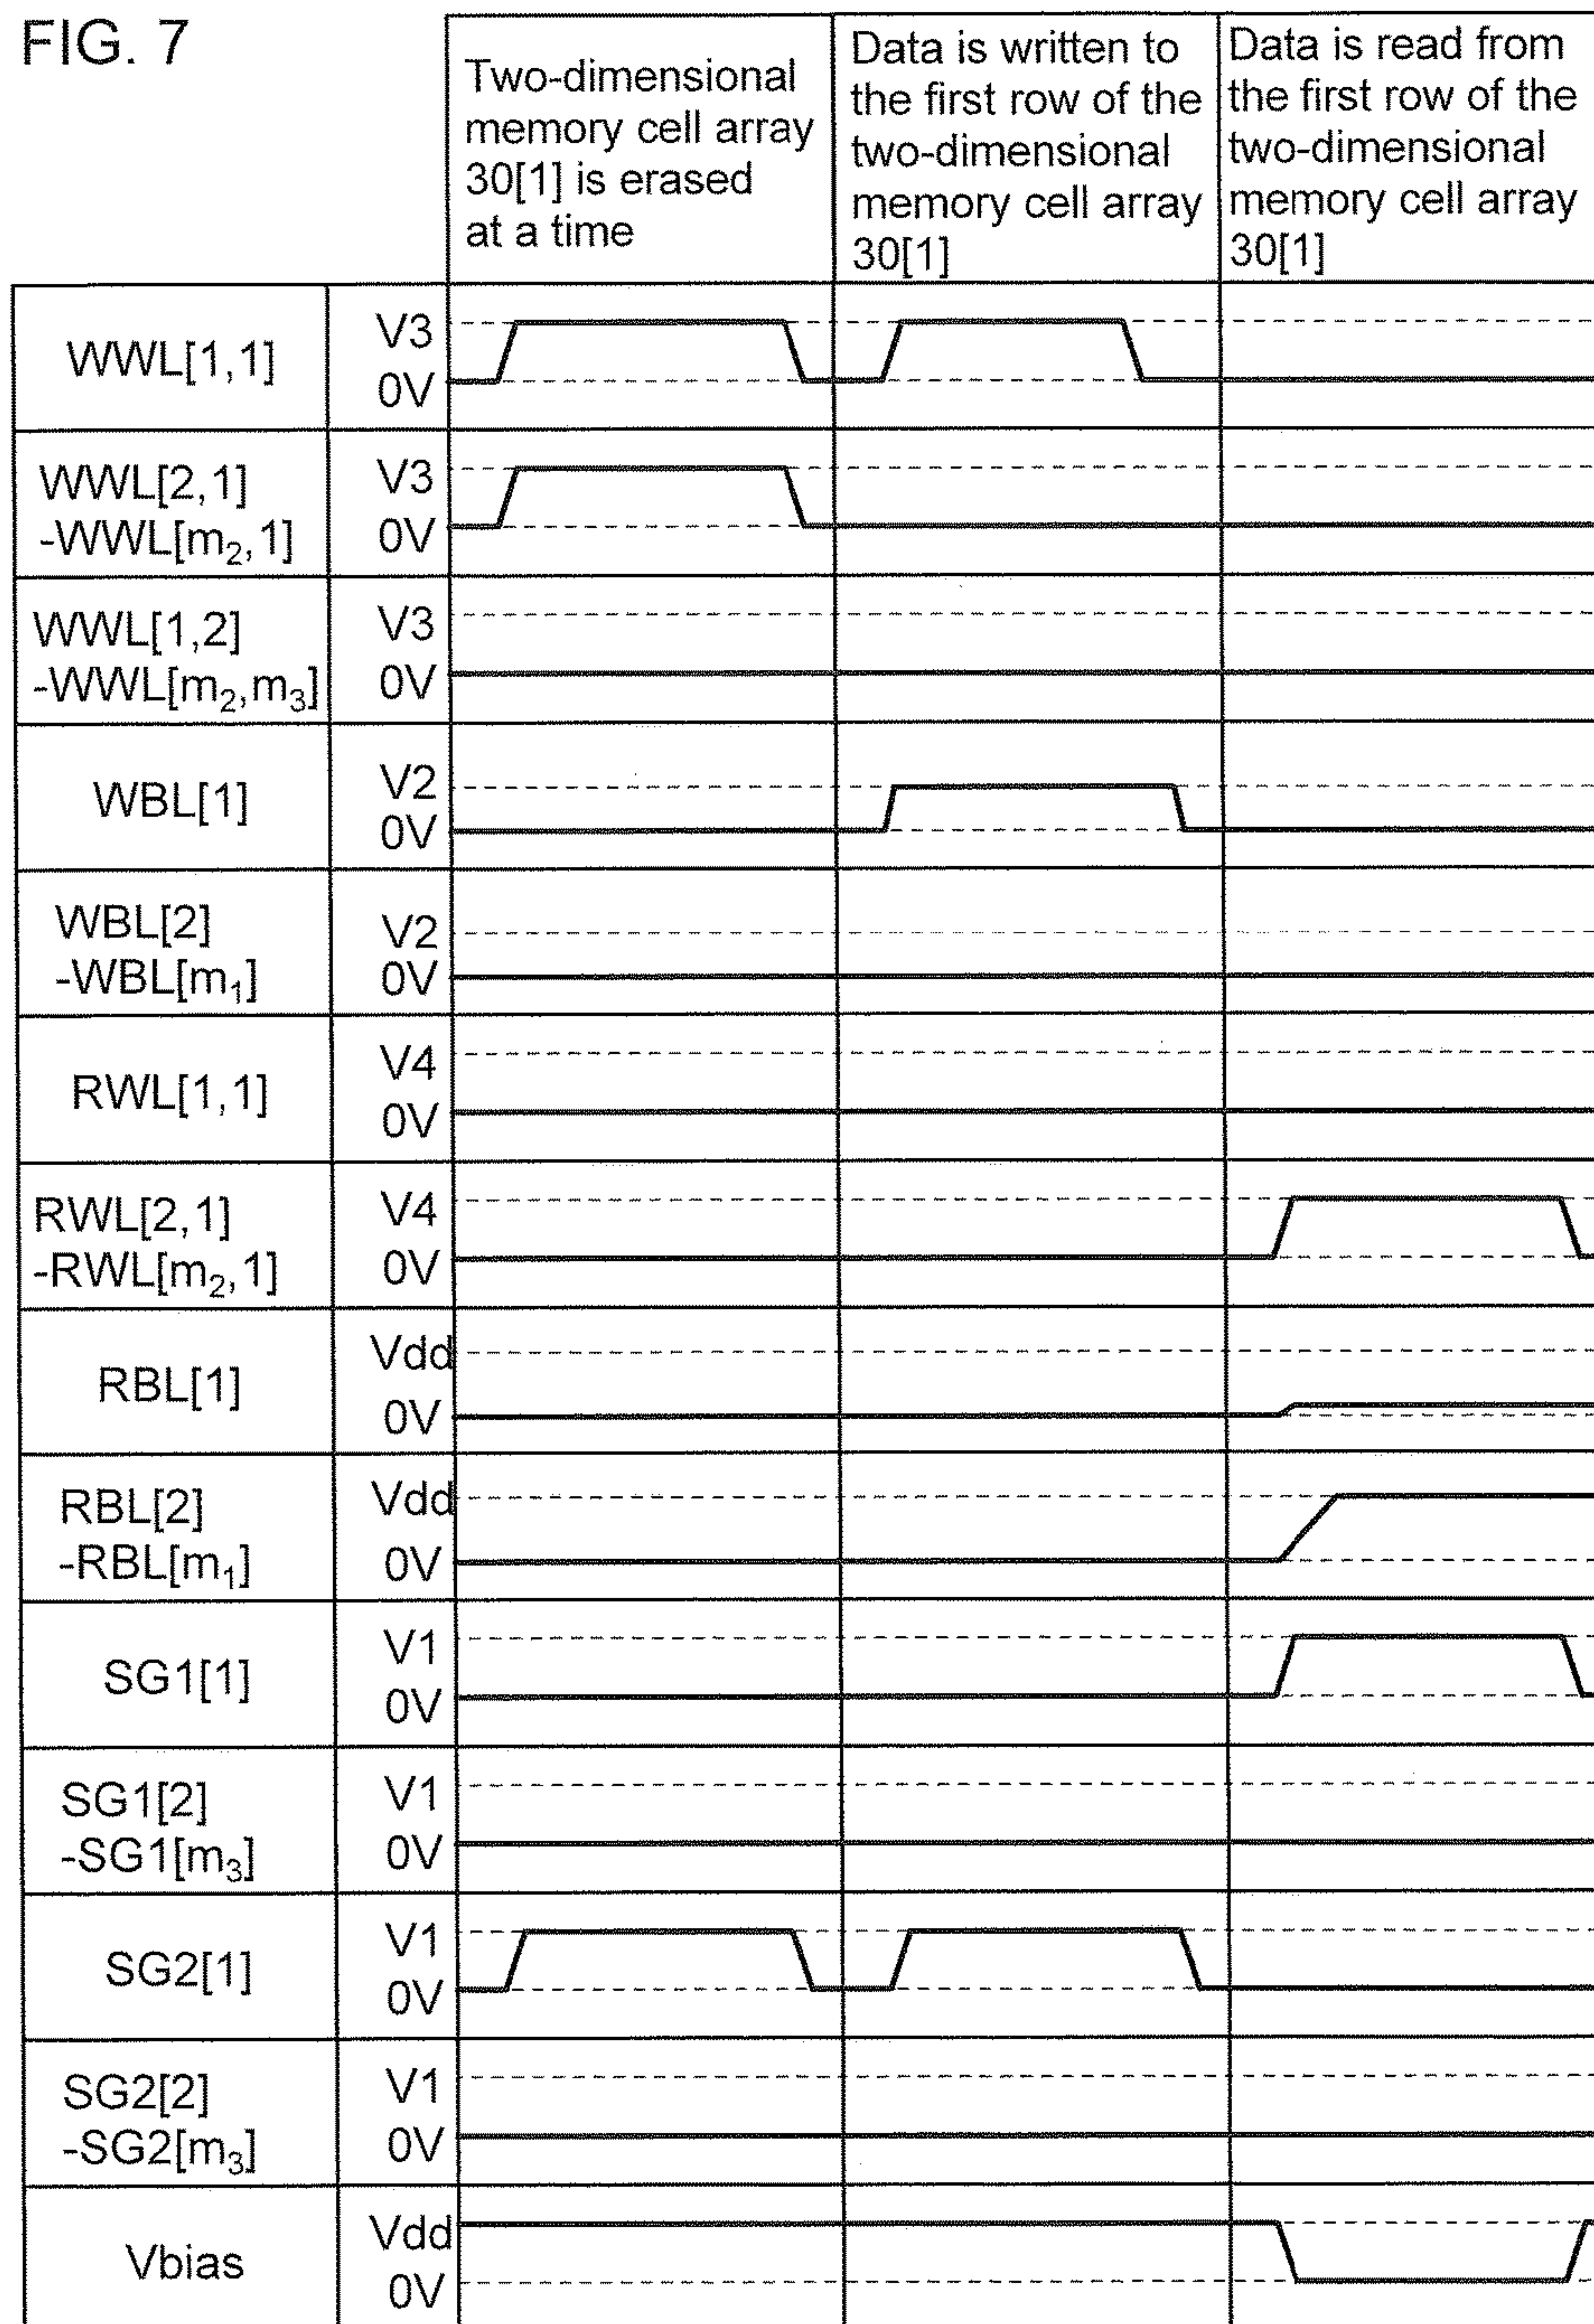 FIG. 7
Two-dimensional
memory cell array
30[1] is erased
at a time
Data is written to
the first row of the
two-dimensional
memory cell array
30[1]
Data is read from
the first row of the
two-dimensional
memory cell array
30[1]
WWL[1,1]
V3
0V
WWL[2,1]
-WWL[m₂,1]
V3
0V
WWL[1,2]
-WWL[m₂,m₃]
V3
0V
WBL[1]
V2
0V
WBL[2]
-WBL[m₁]
V2
0V
RWL[1,1]
V4
0V
RWL[2,1]
-RWL[m₂,1]
V4
0V
RBL[1]
Vdd
0V
RBL[2]
-RBL[m₁]
Vdd
0V
SG1[1]
V1
0V
SG1[2]
-SG1[m₃]
V1
0V
SG2[1]
V1
0V
SG2[2]
-SG2[m₃]
V1
0V
Vbias
Vdd
0V